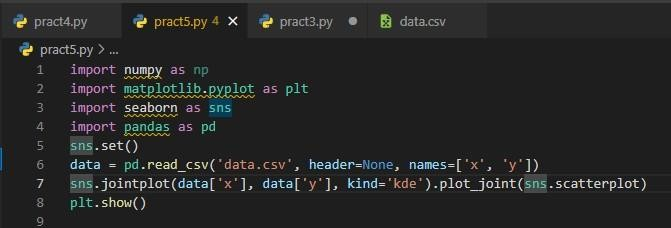 pract4.py pract5.py 4 × pract3.py data.csv
pract5.py > ...
1 import numpy as np
2 import matplotlib.pyplot as plt
3 import seaborn as sns
4 import pandas as pd
5 sns.set()
6 data = pd.read_csv('data.csv', header=None, names=['x', 'y'])
7 sns.jointplot(data['x'], data['y'], kind='kde').plot_joint(sns.scatterplot)
8 plt.show()
9